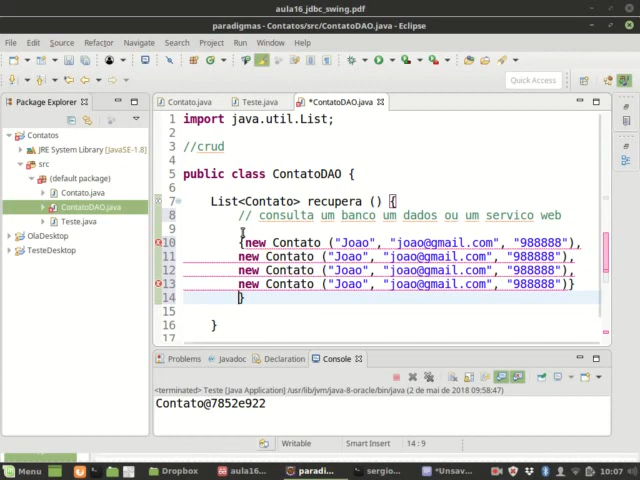 aula16_jdbc_swing.pdf
paradigmas - Contatos/src/ContatoDAO.java - Eclipse
File Edit Source Refactor Navigate Search Project Run Window Help
Quick Access
Package Explorer
Contatos
JRE System Library [JavaSE-1.8]
src
(default package)
Contato.java
ContatoDAO.java
Teste.java
OlaDesktop
TesteDesktop
Contato.java Teste.java *ContatoDAO.java
1 import java.util.List;
2
3 //crud
4
5 public class ContatoDAO {
6
7 List<Contato> recupera () {
8 // consulta um banco um dados ou um servico web
9
10 {new Contato ("Joao", "joao@gmail.com", "988888"),
11 new Contato ("Joao", "joao@gmail.com", "988888"),
12 new Contato ("Joao", "joao@gmail.com", "988888"),
13 new Contato ("Joao", "joao@gmail.com", "988888")}
14 }
15
16 }
17
Problems Javadoc Declaration Console
<terminated> Teste [Java Application] /usr/lib/jvm/java-8-oracle/bin/java (2 de mai de 2018 09:58:47)
Contato@7852e922
Writable Smart Insert 14 : 9
Menu Dropbox aula16... paradi... sergio... *Unsav... 10:07